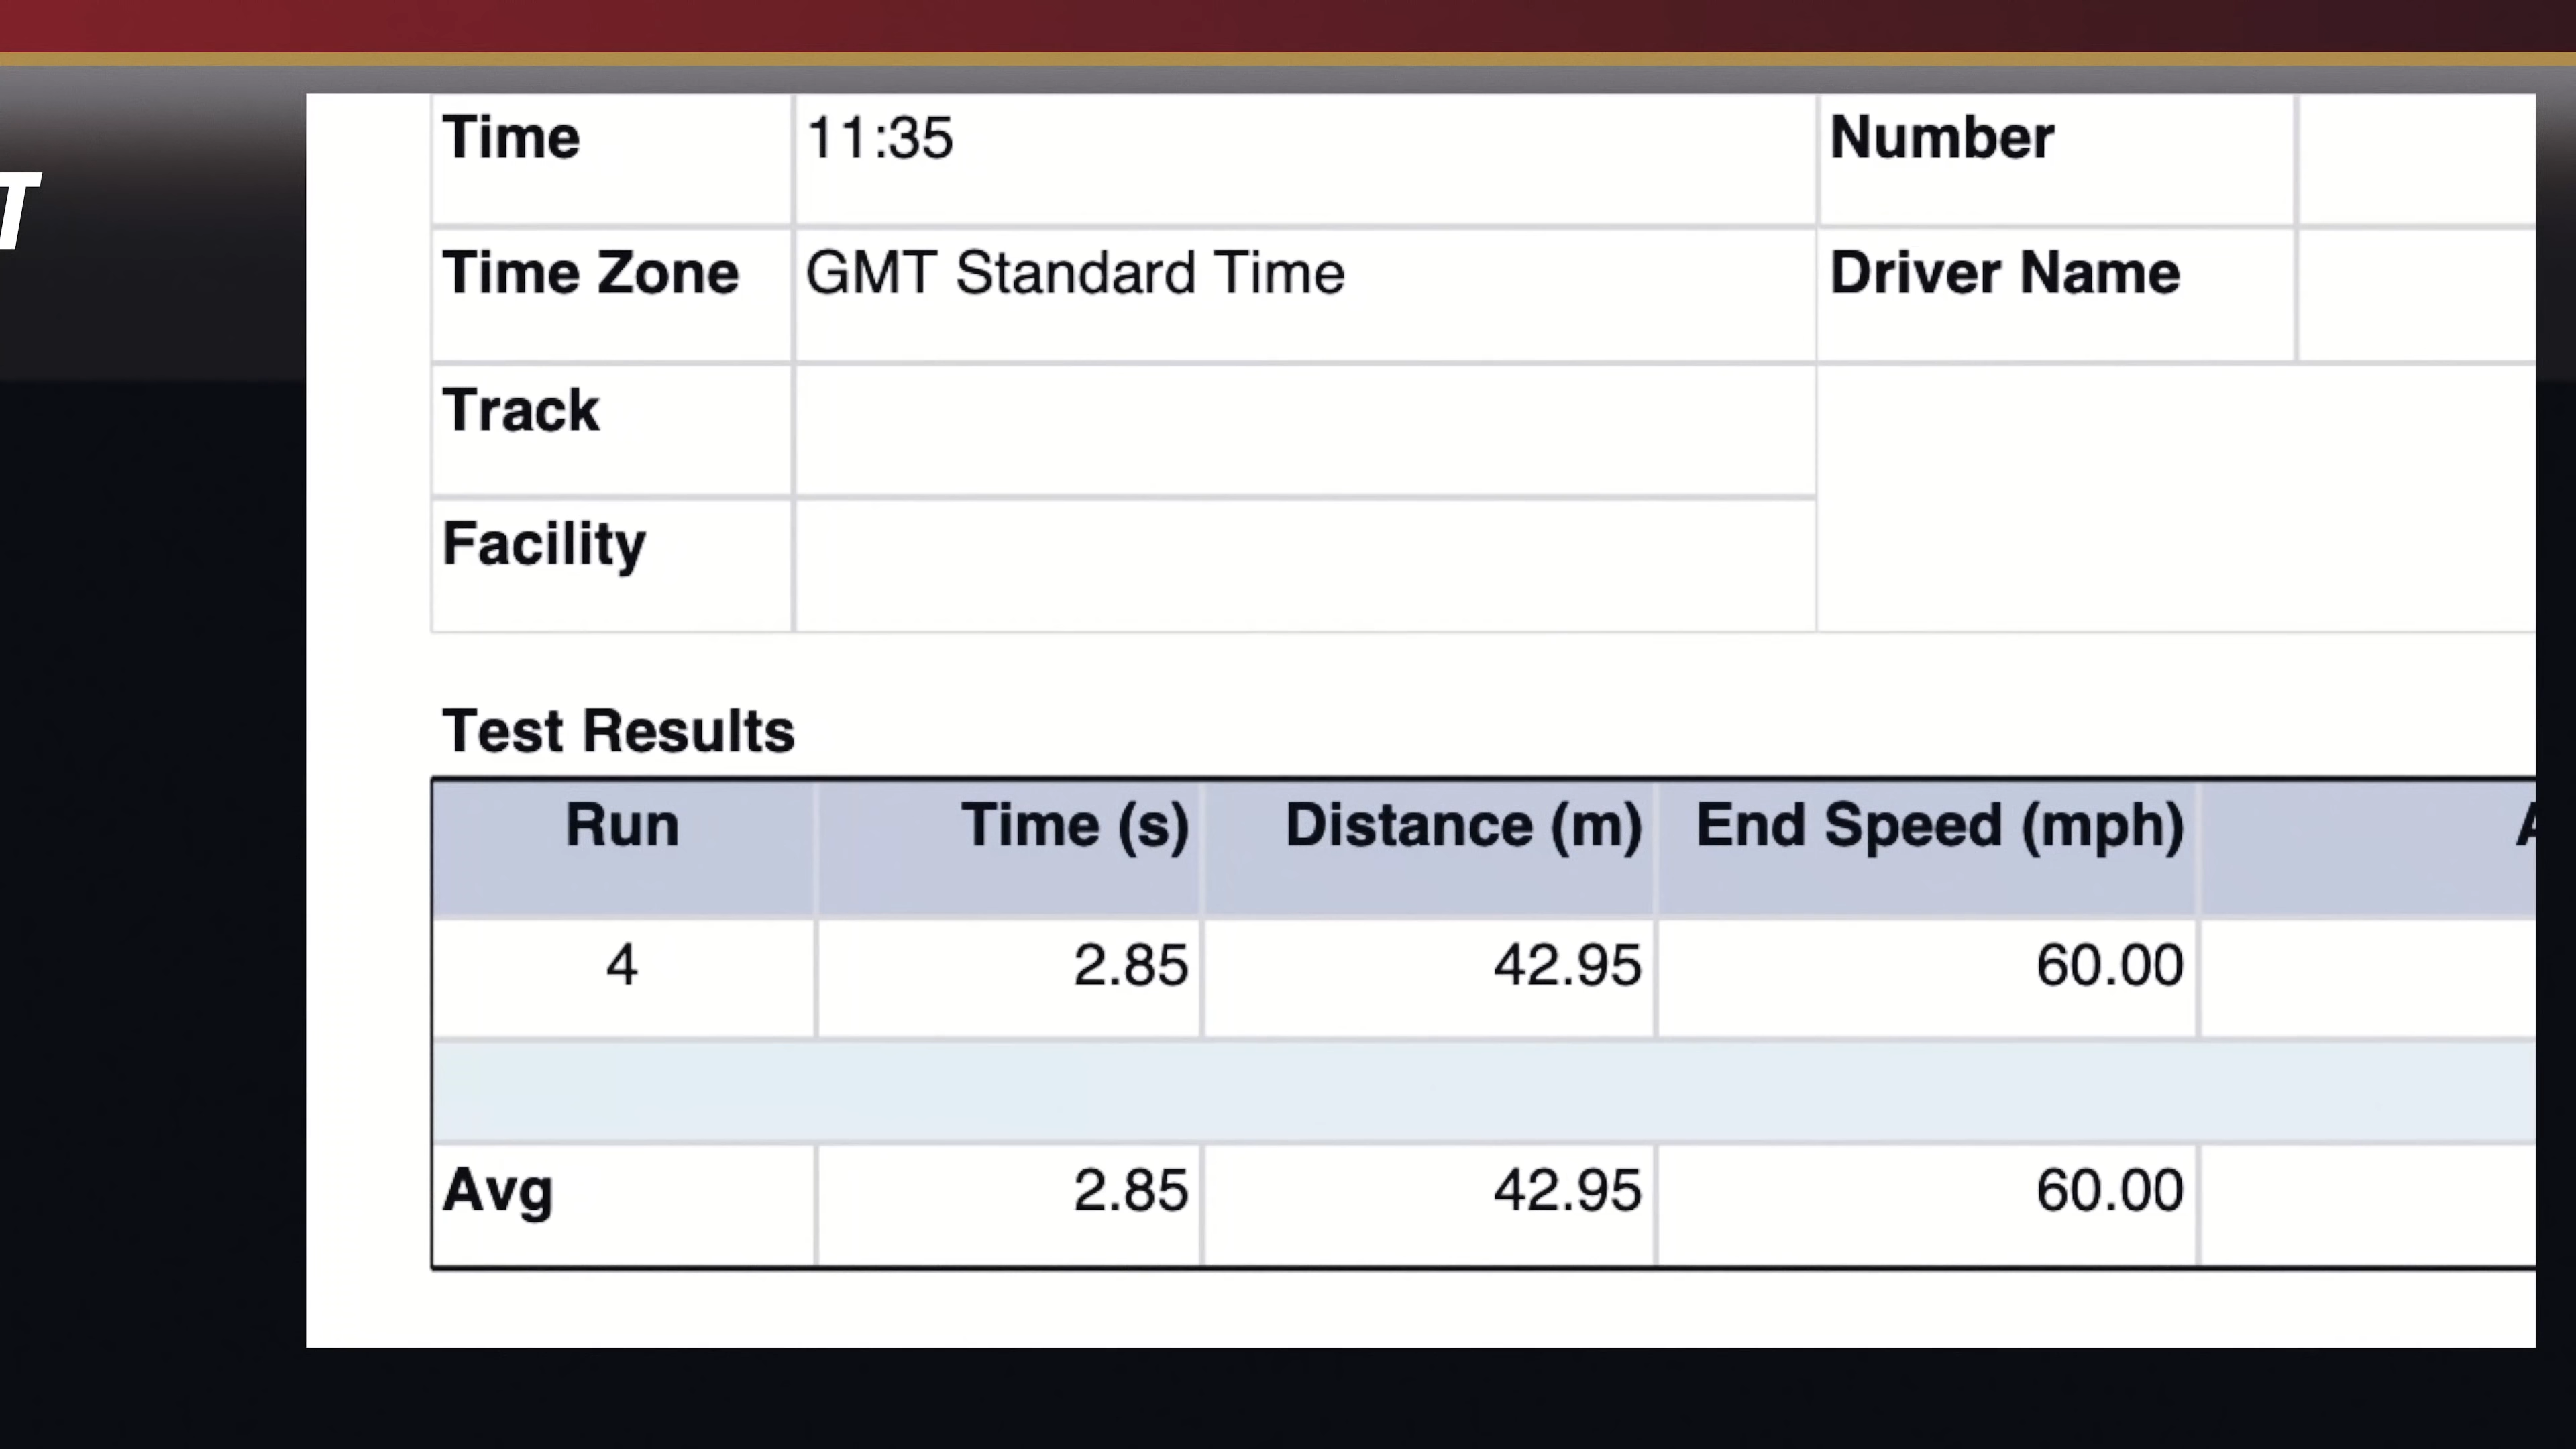 T
Time 11:35 Number
Time Zone GMT Standard Time Driver Name
Track
Facility
Test Results
Run Time (s) Distance (m) End Speed (mph) A
4 2.85 42.95 60.00
Avg 2.85 42.95 60.00